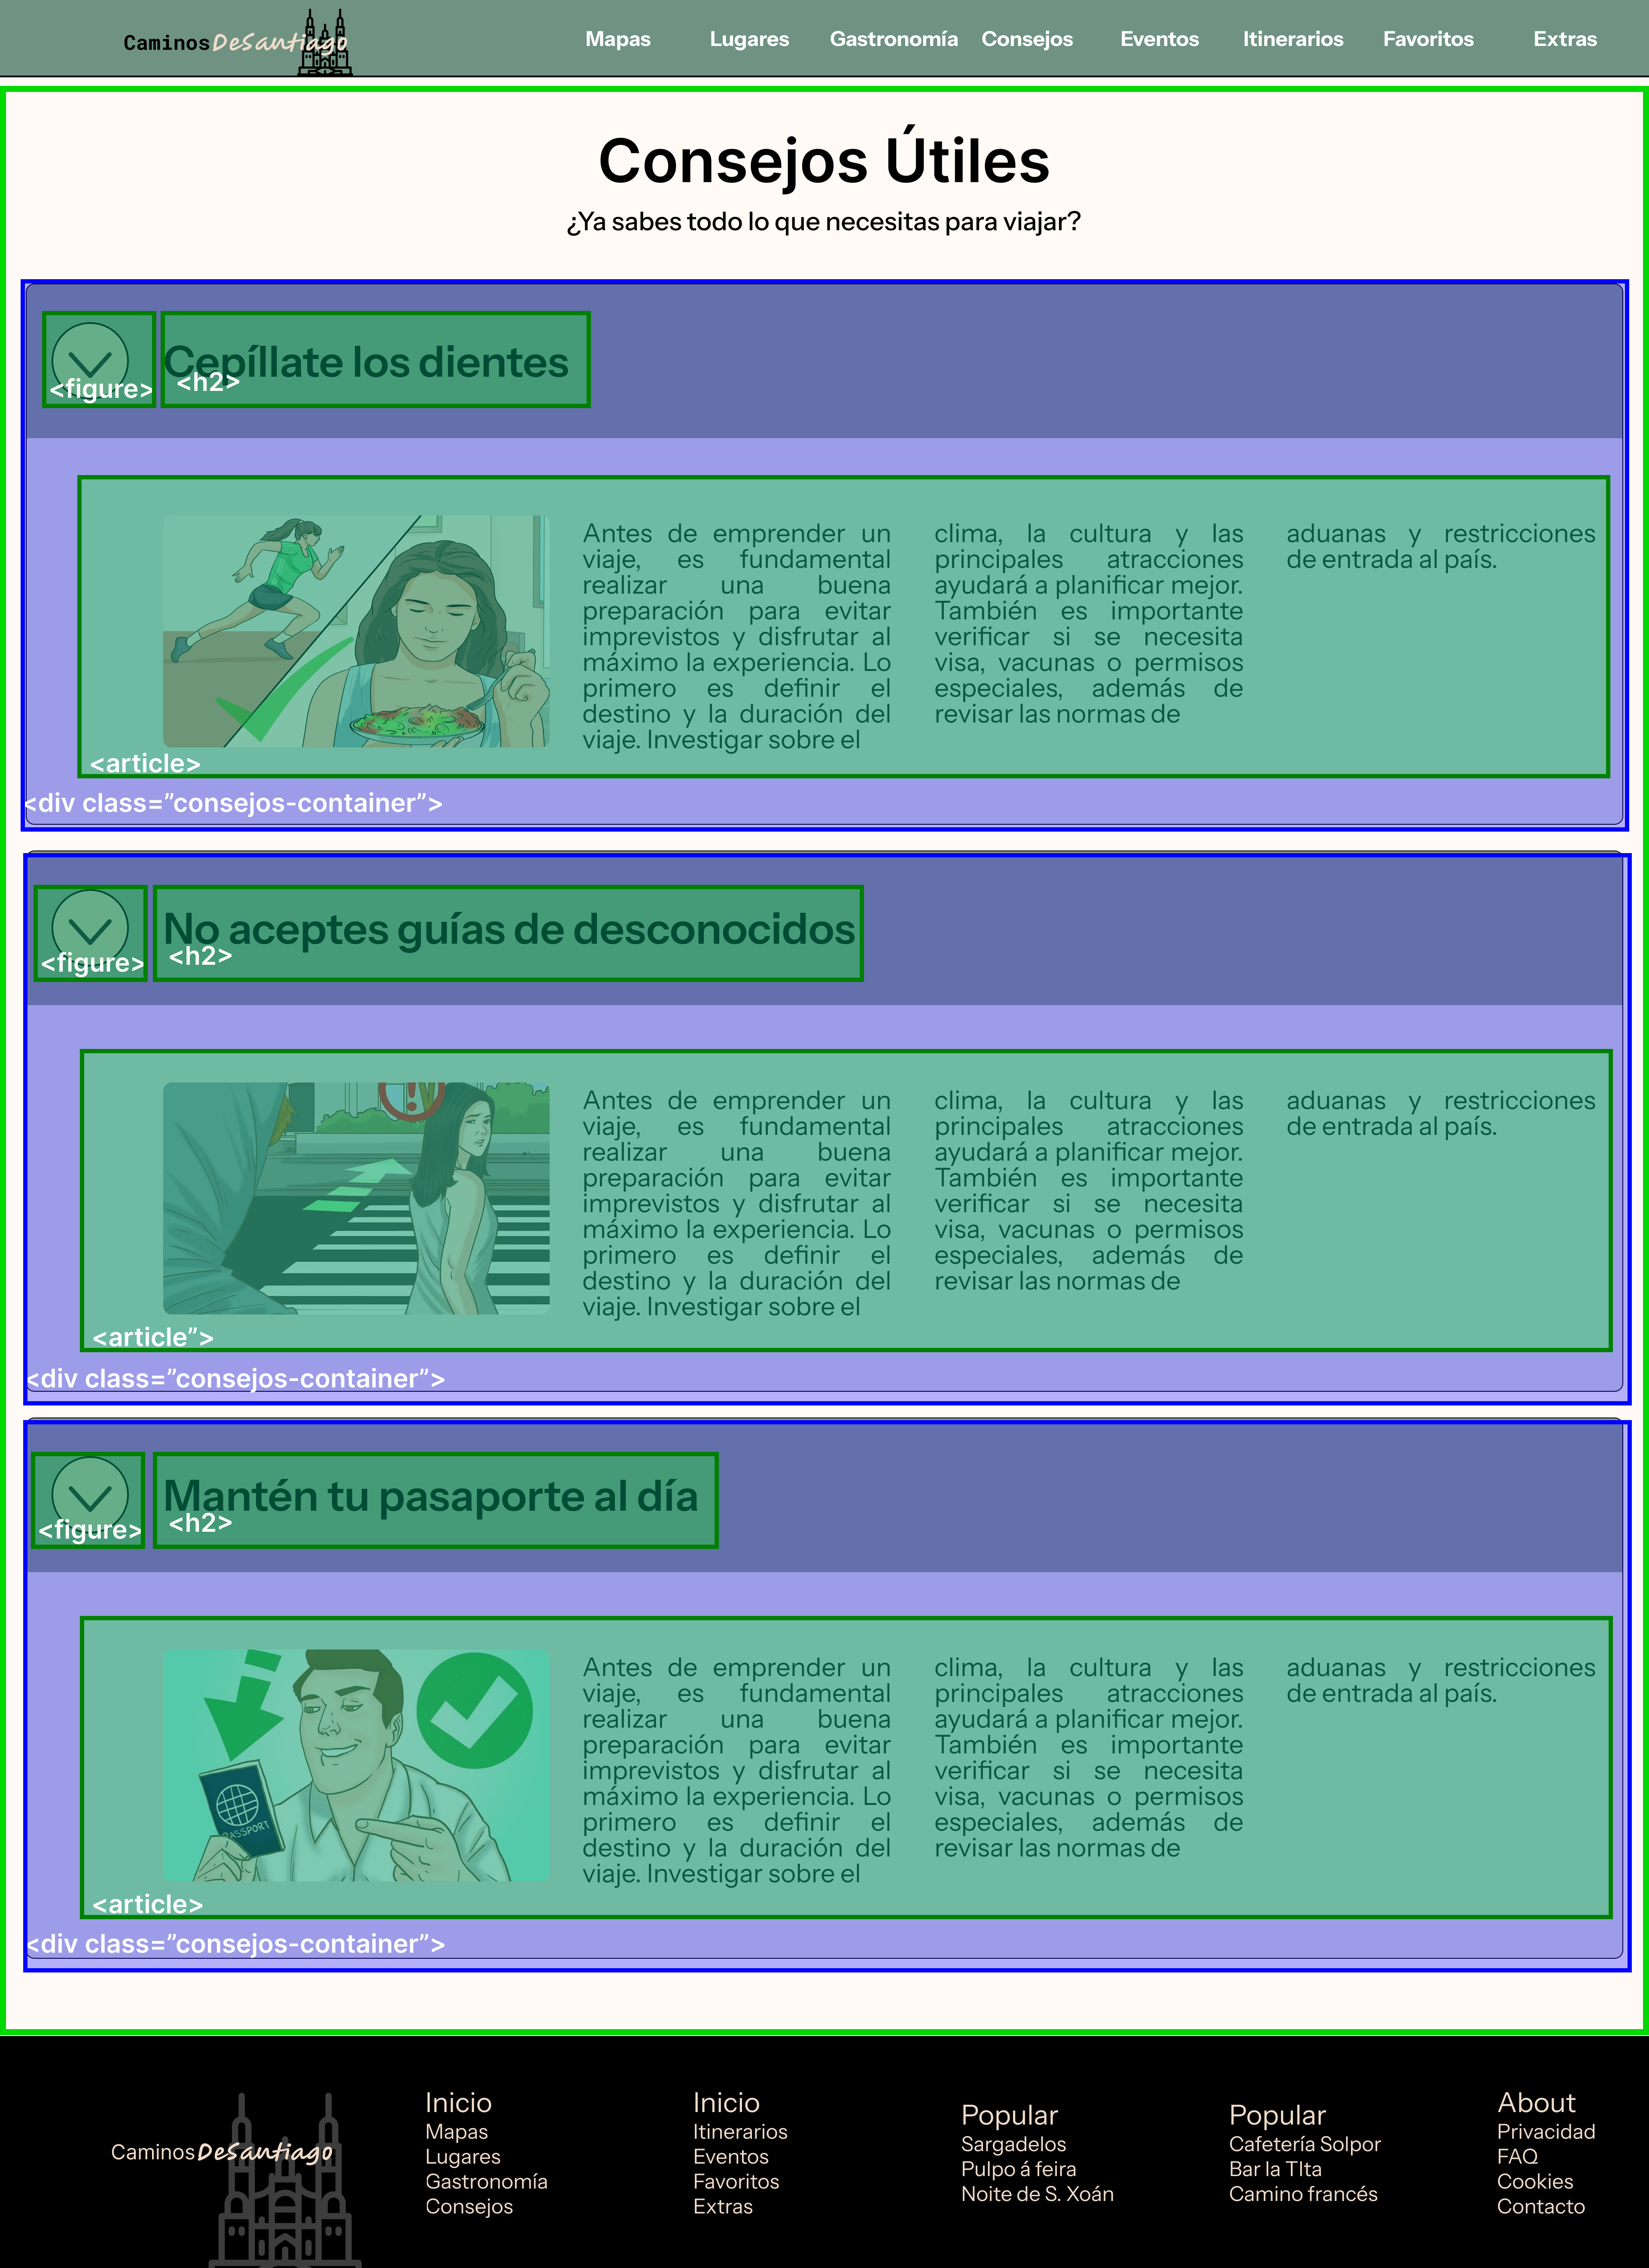 CaminosDeSantiago
Mapas Lugares Gastronomía Consejos Eventos Itinerarios Favoritos Extras
Consejos Útiles
¿Ya sabes todo lo que necesitas para viajar?
Cepíllate los dientes
<figure>
<h2>
Antes de emprender un
viaje, es fundamental
realizar una buena
preparación para evitar
imprevistos y disfrutar al
máximo la experiencia. Lo
primero es definir el
destino y la duración del
viaje. Investigar sobre el
clima, la cultura y las
principales atracciones
ayudará a planificar mejor.
También es importante
verificar si se necesita
visa, vacunas o permisos
especiales, además de
revisar las normas de
aduanas y restricciones
de entrada al país.
<article>
<div class=”consejos-container”>
No aceptes guías de desconocidos
<figure>
<h2>
Antes de emprender un
viaje, es fundamental
realizar una buena
preparación para evitar
imprevistos y disfrutar al
máximo la experiencia. Lo
primero es definir el
destino y la duración del
viaje. Investigar sobre el
clima, la cultura y las
principales atracciones
ayudará a planificar mejor.
También es importante
verificar si se necesita
visa, vacunas o permisos
especiales, además de
revisar las normas de
aduanas y restricciones
de entrada al país.
<article”>
<div class=”consejos-container”>
Mantén tu pasaporte al día
<figure>
<h2>
PASSPORT
Antes de emprender un
viaje, es fundamental
realizar una buena
preparación para evitar
imprevistos y disfrutar al
máximo la experiencia. Lo
primero es definir el
destino y la duración del
viaje. Investigar sobre el
clima, la cultura y las
principales atracciones
ayudará a planificar mejor.
También es importante
verificar si se necesita
visa, vacunas o permisos
especiales, además de
revisar las normas de
aduanas y restricciones
de entrada al país.
<article>
<div class=”consejos-container”>
CaminosDeSantiago
Inicio
Mapas
Lugares
Gastronomía
Consejos
Inicio
Itinerarios
Eventos
Favoritos
Extras
Popular
Sargadelos
Pulpo á feira
Noite de S. Xoán
Popular
Cafetería Solpor
Bar la TIta
Camino francés
About
Privacidad
FAQ
Cookies
Contacto